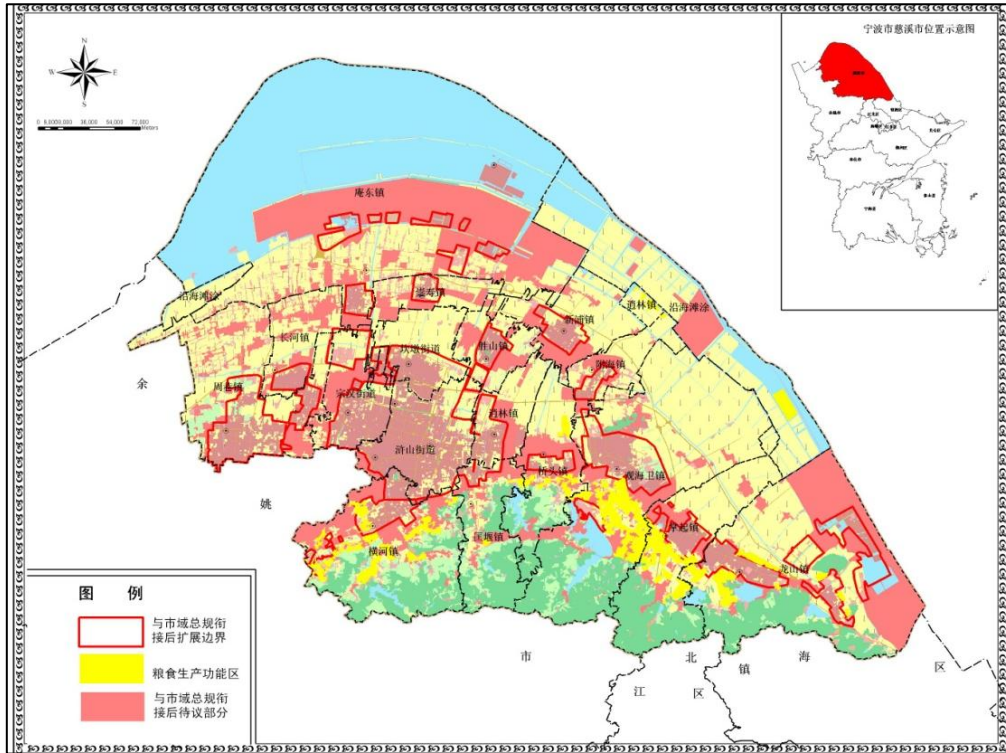 宁波市慈溪市位置示意图
N
W
E
S
Meters
庵东镇
沿海滩涂
崇寿镇
长河镇
新浦镇
逍林镇
沿海滩涂
坎墩街道
胜山镇
附海镇
周巷镇
宗汉街道
逍林镇
浒山街道
桥头镇
观海卫镇
横河镇
匡堰镇
掌起镇
龙山镇
余
姚
市
江
北
区
镇
海
区
图 例
与市域总规衔
接后扩展边界
粮食生产功能区
与市域总规衔
接后待议部分